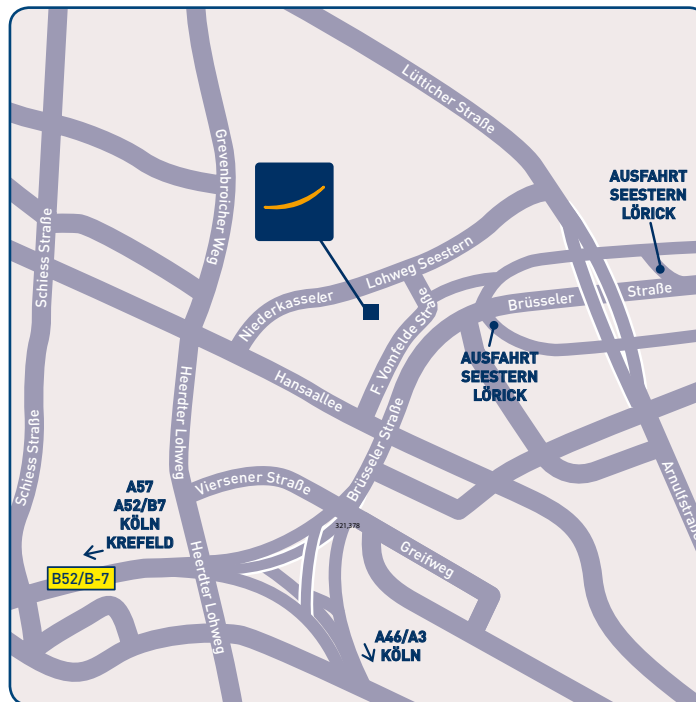 Lütticher Straße
Grevenbroicher Weg
AUSFAHRT
SEESTERN
LÖRICK
Schiess Straße
Lohweg Seestern
Niederkasseler
Brüsseler
Straße
F. Vomfelde Straße
AUSFAHRT
SEESTERN
LÖRICK
Hansaallee
Heerdter Lohweg
Brüsseler Straße
Schiess Straße
Viersener Straße
Arnulfstraße
A57
A52/B7
KÖLN
KREFELD
321,378
Greifweg
Heerdter Lohweg
B52/B-7
A46/A3
KÖLN